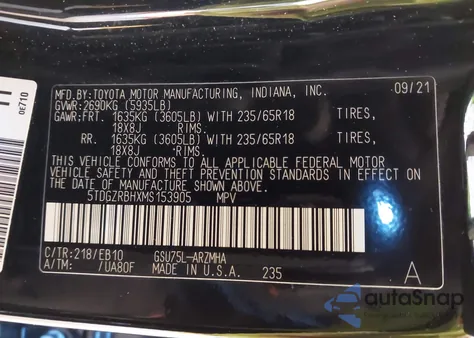 MFD.BY:TOYOTA MOTOR MANUFACTURING, INDIANA, INC. 09/21
GVWR:2690KG (5935LB)
GAWR:FRT. 1635KG (3605LB) WITH 235/65R18 TIRES,
18X8J RIMS.
RR. 1635KG (3605LB) WITH 235/65R18 TIRES,
18X8J RIMS.
THIS VEHICLE CONFORMS TO ALL APPLICABLE FEDERAL MOTOR
VEHICLE SAFETY AND THEFT PREVENTION STANDARDS IN EFFECT
ON THE DATE OF MANUFACTURE SHOWN ABOVE.
5TDGZRBHXMS153905 MPV
C/TR:218/EB10 GSU75L-ARZMHA
A/TM: /UA80F MADE IN U.S.A. 235 A
0E710
autoSnap